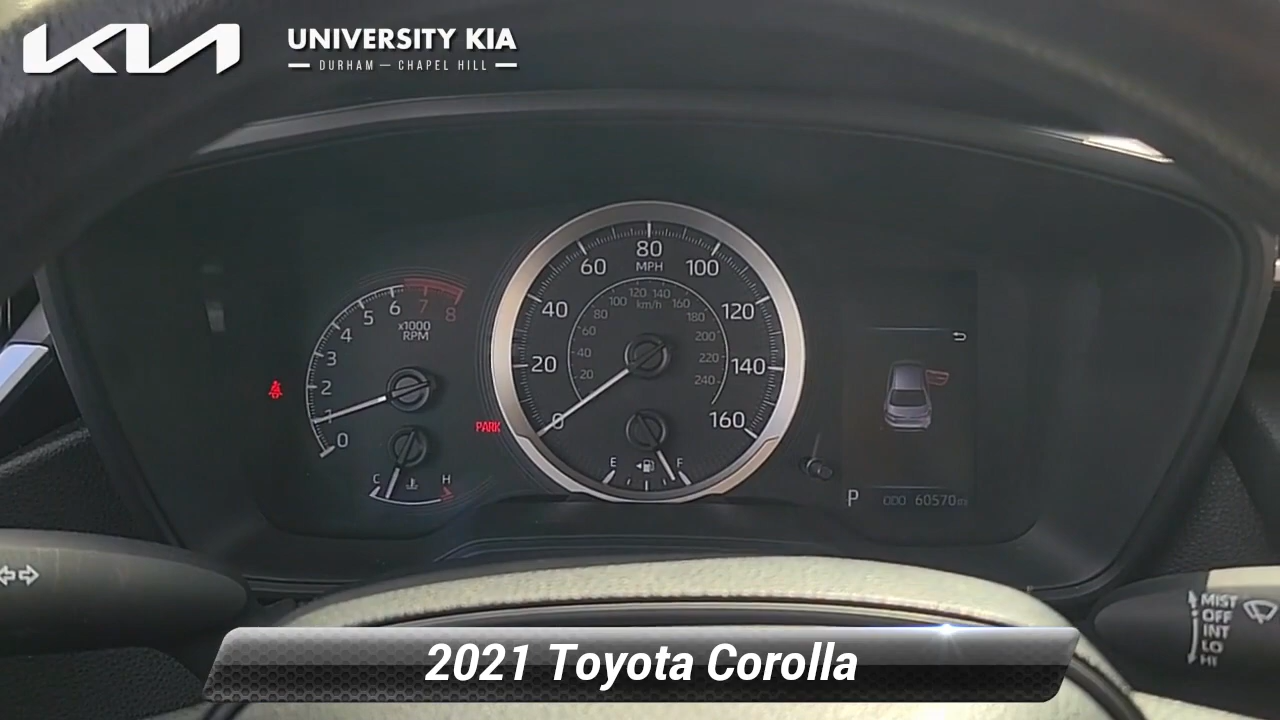 KIA
UNIVERSITY KIA
DURHAM — CHAPEL HILL
0 1 2 3 4 5 6 7 8
x1000
RPM
C H
PARK
0 20 40 60 80 100 120 140 160
MPH
20 40 60 80 100 120 140 160 180 200 220 240
km/h
E F
P ODO 60570 mi
MIST
OFF
INT
LO
HI
2021 Toyota Corolla